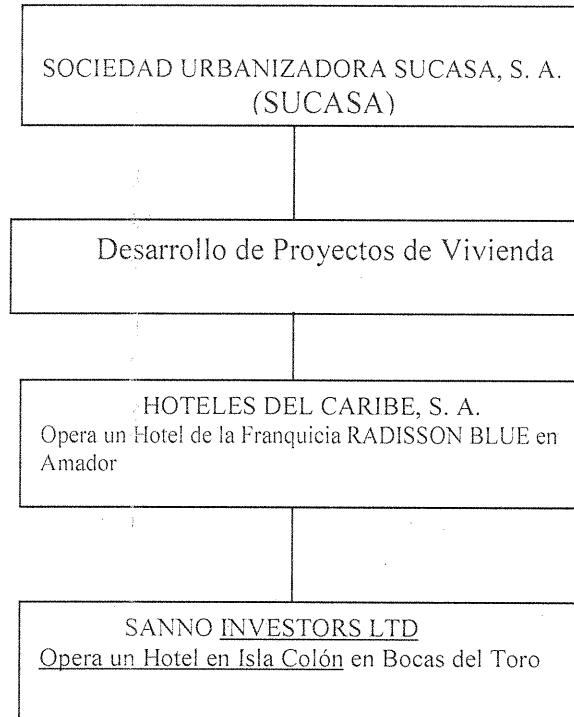 SOCIEDAD URBANIZADORA SUCASA, S. A.
(SUCASA)
Desarrollo de Proyectos de Vivienda
HOTELES DEL CARIBE, S. A.
Opera un Hotel de la Franquicia RADISSON BLUE en
Amador
SANNO INVESTORS LTD
Opera un Hotel en Isla Colón en Bocas del Toro